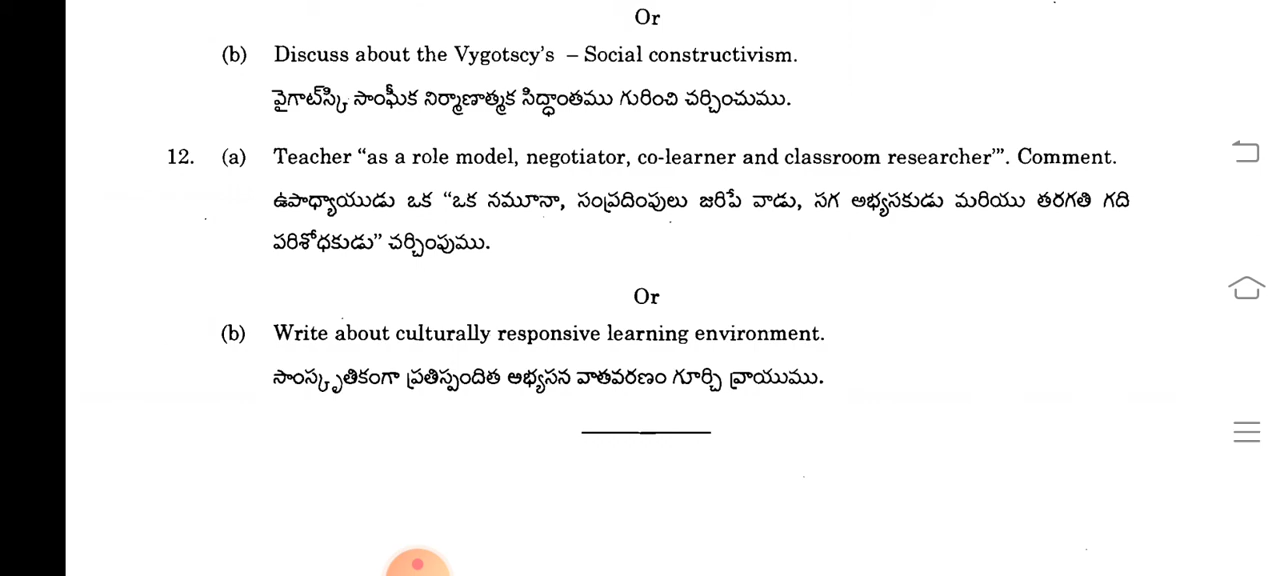 Or
(b) Discuss about the Vygotscy's – Social constructivism.
వైగాట్‌స్కి సాంఘీక నిర్మాణాత్మక సిద్ధాంతము గురించి చర్చించుము.
12. (a) Teacher "as a role model, negotiator, co-learner and classroom researcher'". Comment.
ఉపాధ్యాయుడు ఒక "ఒక నమూనా, సంప్రదింపులు జరిపే వాడు, సగ అభ్యసకుడు మరియు తరగతి గది
పరిశోధకుడు" చర్చింపుము.
Or
(b) Write about culturally responsive learning environment.
సాంస్కృతికంగా ప్రతిస్పందిత అభ్యసన వాతవరణం గూర్చి వ్రాయుము.